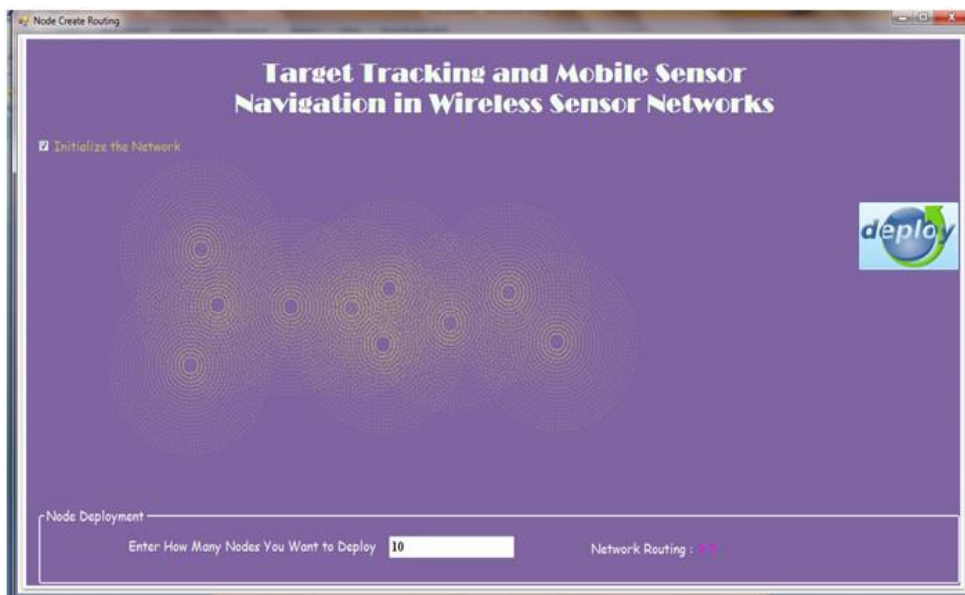 Node Create Routing
Target Tracking and Mobile Sensor
Navigation in Wireless Sensor Networks
Initialize the Network
deploy
Node Deployment
Enter How Many Nodes You Want to Deploy 10
Network Routing :